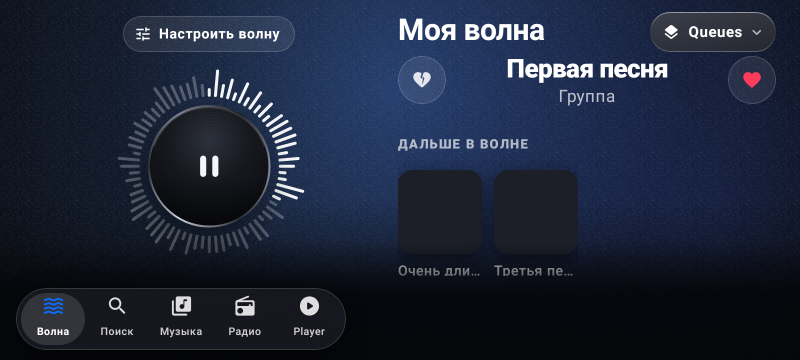 Настроить волну
Моя волна
Queues
Первая песня
Группа
ДАЛЬШЕ В ВОЛНЕ
Очень дли...
Третья пе...
Волна
Поиск
Музыка
Радио
Player